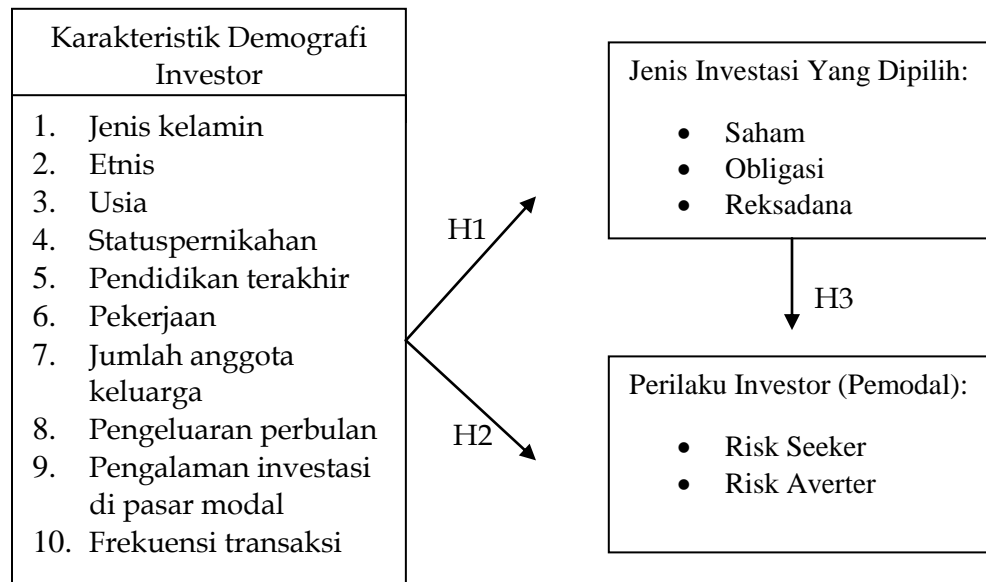 Karakteristik Demografi
Investor
1. Jenis kelamin
2. Etnis
3. Usia
4. Statuspernikahan
5. Pendidikan terakhir
6. Pekerjaan
7. Jumlah anggota
keluarga
8. Pengeluaran perbulan
9. Pengalaman investasi
di pasar modal
10. Frekuensi transaksi
H1
H2
Jenis Investasi Yang Dipilih:
• Saham
• Obligasi
• Reksadana
H3
Perilaku Investor (Pemodal):
• Risk Seeker
• Risk Averter